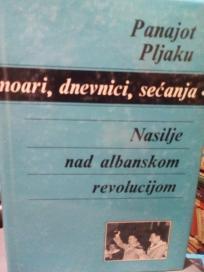 Panajot
Pljaku
noari, dnevnici, sećanja •
Nasilje
nad albanskom
revolucijom